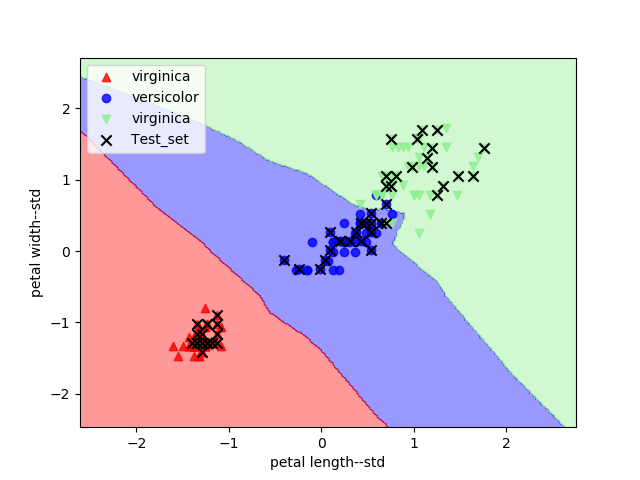 virginica
versicolor
virginica
Test_set
2
1
0
−1
−2
petal width--std
−2
−1
0
1
2
petal length--std